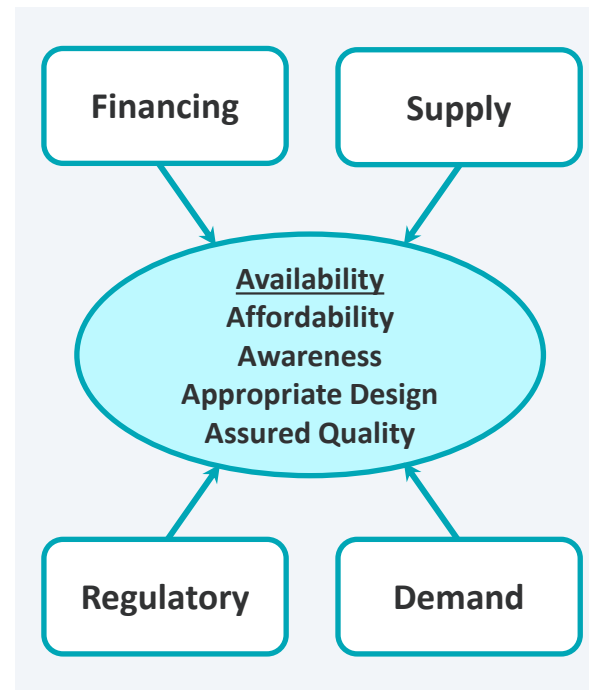 Financing
Supply
Availability
Affordability
Awareness
Appropriate Design
Assured Quality
Regulatory
Demand